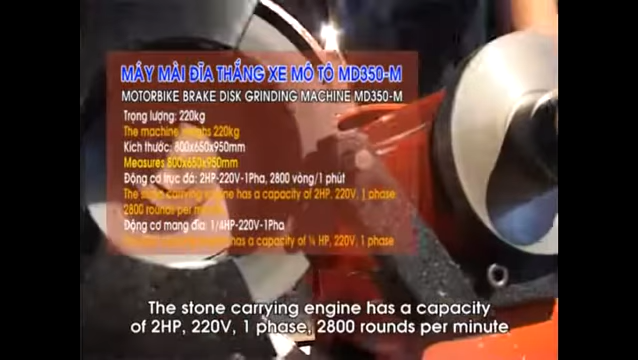 MÁY MÀI ĐĨA THẮNG XE MÔ TÔ MD350-M
MOTORBIKE BRAKE DISK GRINDING MACHINE MD350-M
Trọng lượng: 220kg
The machine weighs 220kg
Kích thước: 800x650x950mm
Measures 800x650x950mm
Động cơ trục đá: 2HP-220V-1Pha, 2800 vòng/1 phút
The stone carrying engine has a capacity of 2HP, 220V, 1 phase
2800 rounds per minute
Động cơ mang đĩa: 1/4HP-220V-1Pha
engine has a capacity of ¼ HP, 220V, 1 phase
The stone carrying engine has a capacity
of 2HP, 220V, 1 phase, 2800 rounds per minute